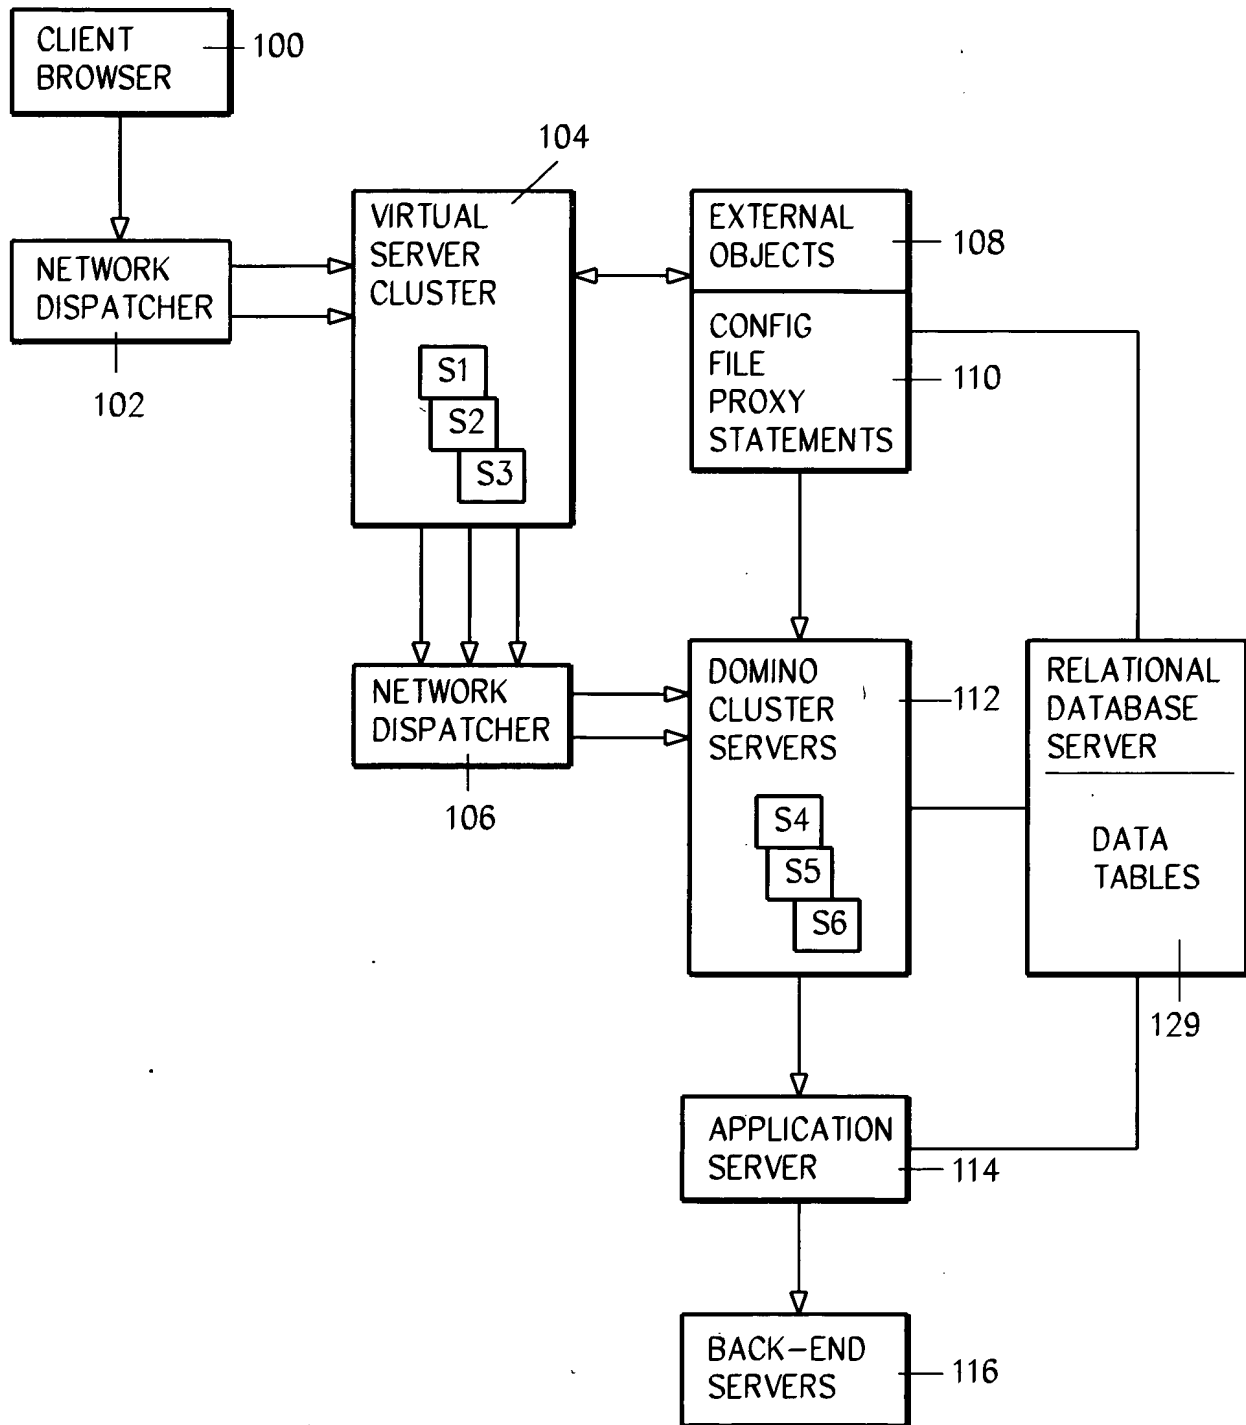 CLIENT
BROWSER
100
104
VIRTUAL
SERVER
CLUSTER
EXTERNAL
OBJECTS
108
NETWORK
DISPATCHER
102
CONFIG
FILE
PROXY
STATEMENTS
110
S1
S2
S3
NETWORK
DISPATCHER
106
DOMINO
CLUSTER
SERVERS
112
RELATIONAL
DATABASE
SERVER
S4
S5
S6
DATA
TABLES
129
APPLICATION
SERVER
114
BACK-END
SERVERS
116